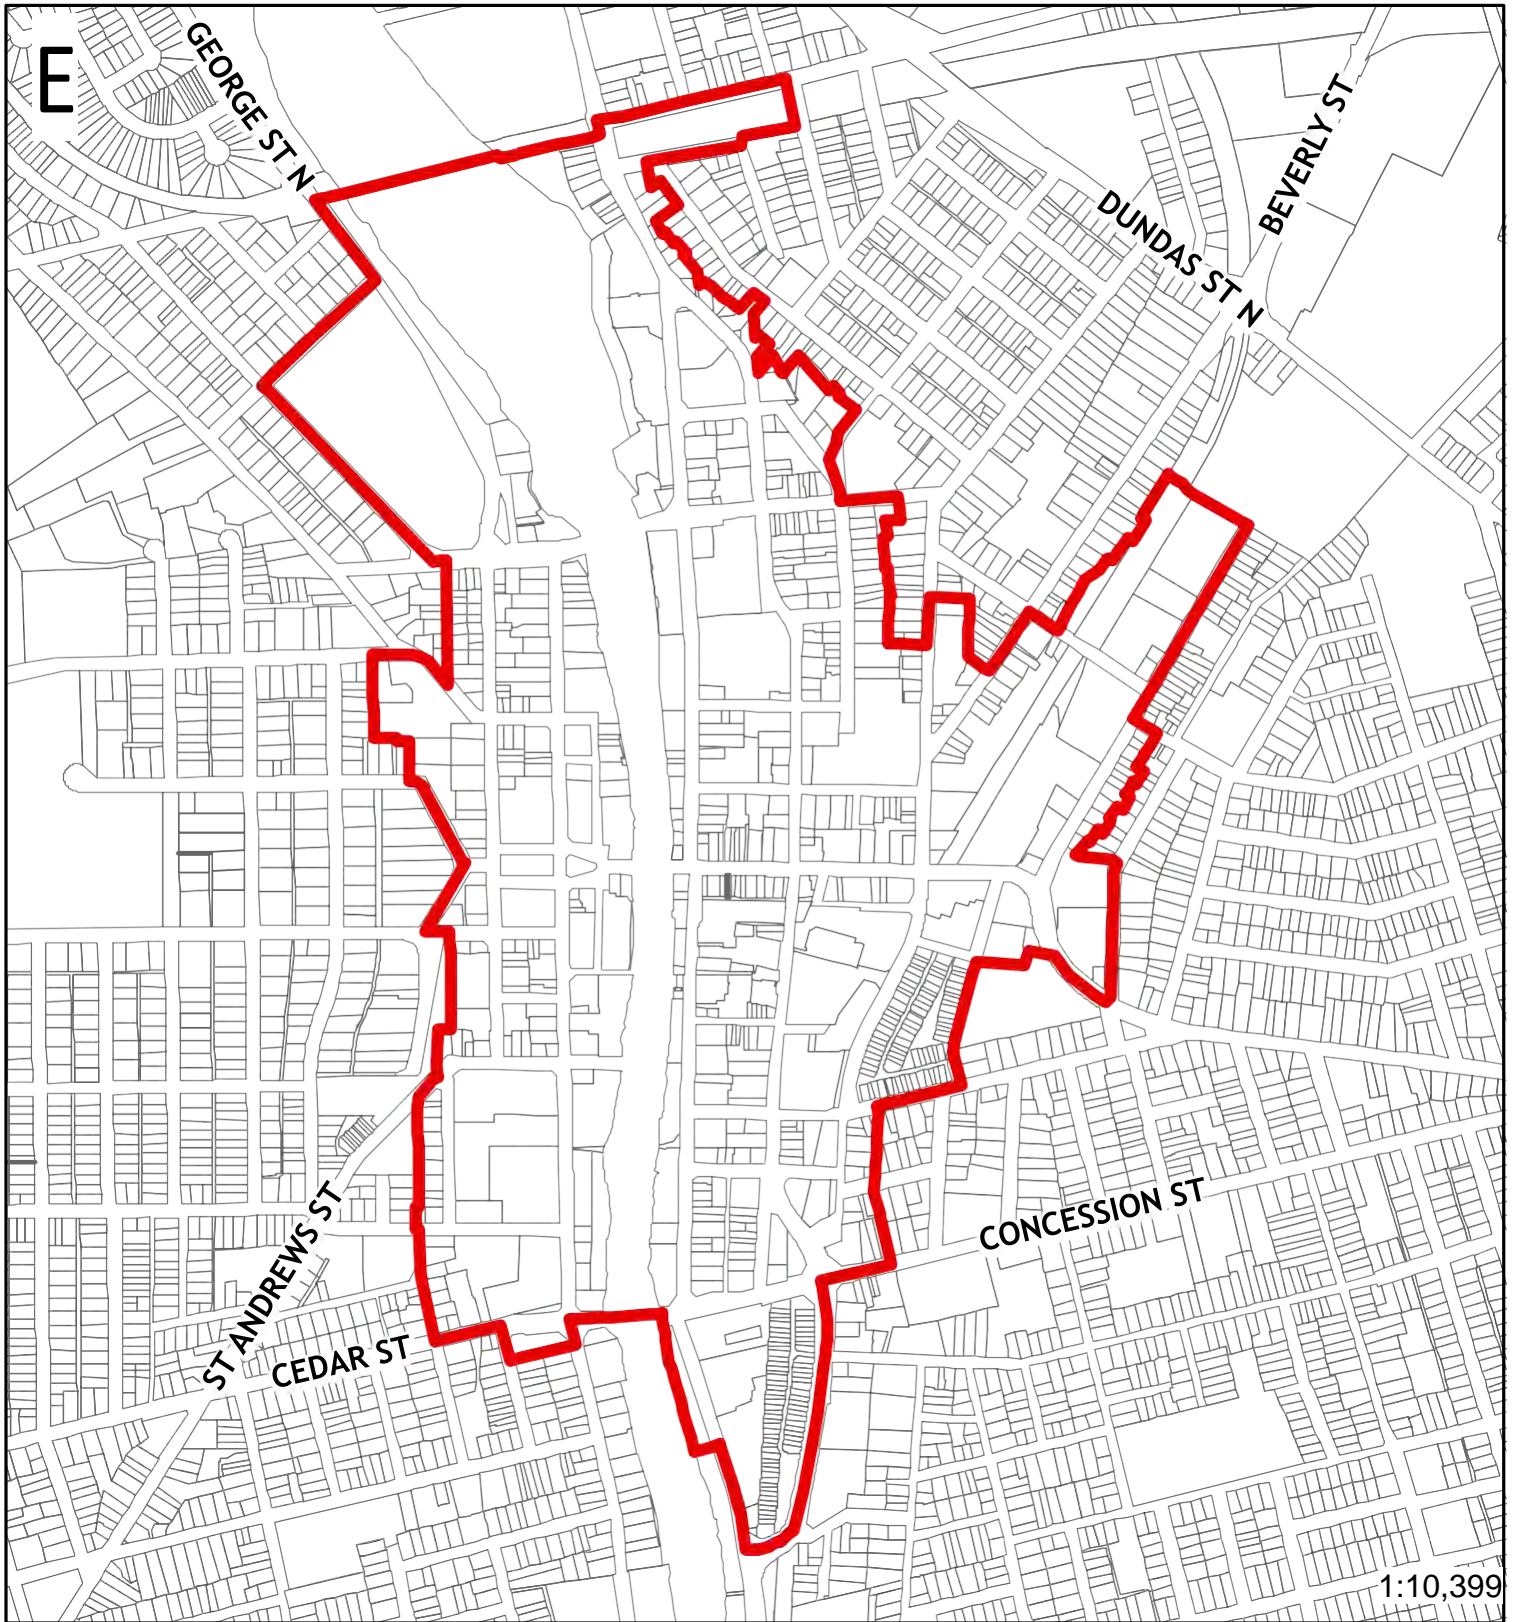 E
GEORGE ST N
BEVERLY ST
DUNDAS ST N
CONCESSION ST
ST ANDREWS ST
CEDAR ST
1:10,399